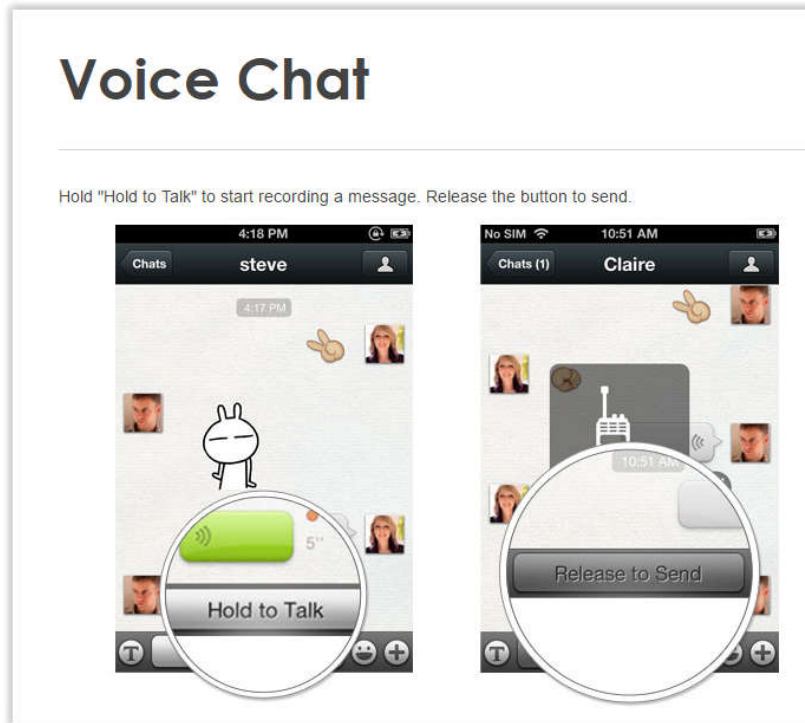 Voice Chat
Hold "Hold to Talk" to start recording a message. Release the button to send.
4:18 PM
Chats
steve
4:17 PM
5''
Hold to Talk
T
No SIM
10:51 AM
Chats (1)
Claire
10:51 AM
Release to Send
T